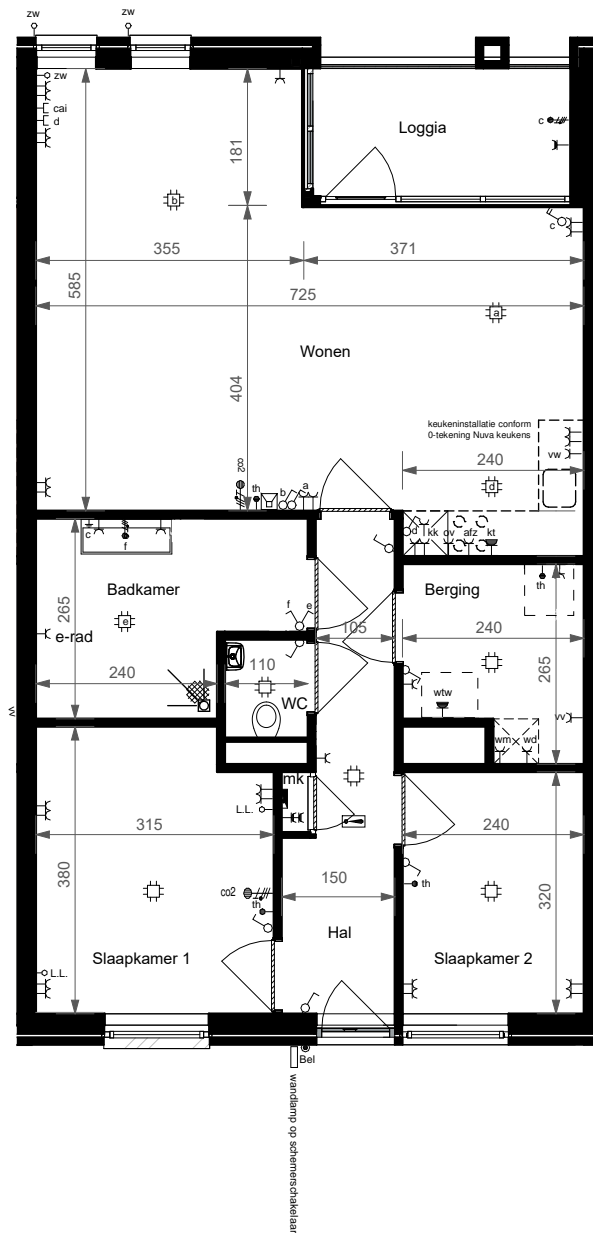 zw
zw
zw
cai
d
Loggia
c
181
b
c
355
371
585
725
a
Wonen
404
keukeninstallatie conform
0-tekening Nuva keukens
vw
240
co2
th
b
a
d
d
kk
ov
afz
kt
c
f
Badkamer
Berging
th
265
e
f
e
e-rad
105
240
265
240
110
WC
wtw
vv
vv
wm
wd
mk
L.L.
315
240
380
150
320
co2
th
th
Hal
Slaapkamer 1
Slaapkamer 2
L.L.
Bel
wandlamp op schemerschakelaar